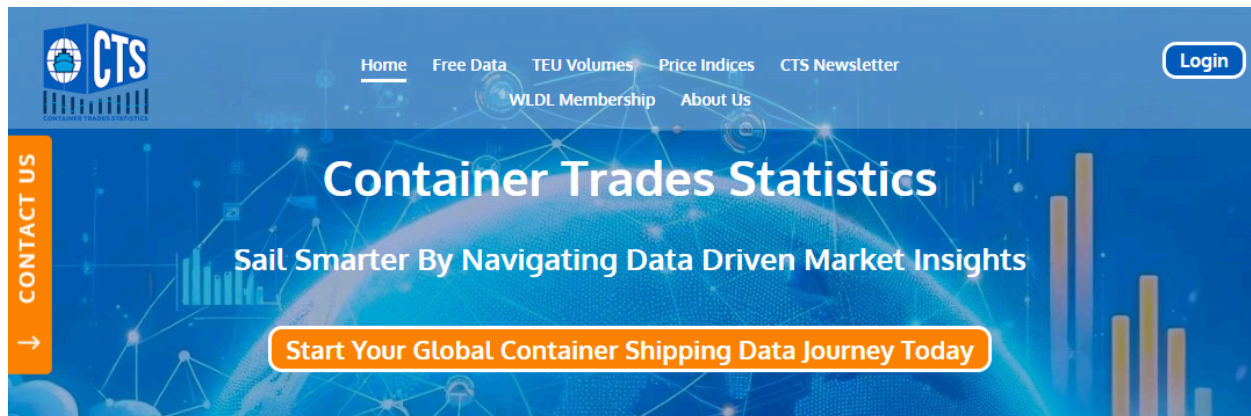 CTS
CONTAINER TRADES STATISTICS
Home Free Data TEU Volumes Price Indices CTS Newsletter
WLDL Membership About Us
Login
CONTACT US
Container Trades Statistics
Sail Smarter By Navigating Data Driven Market Insights
Start Your Global Container Shipping Data Journey Today